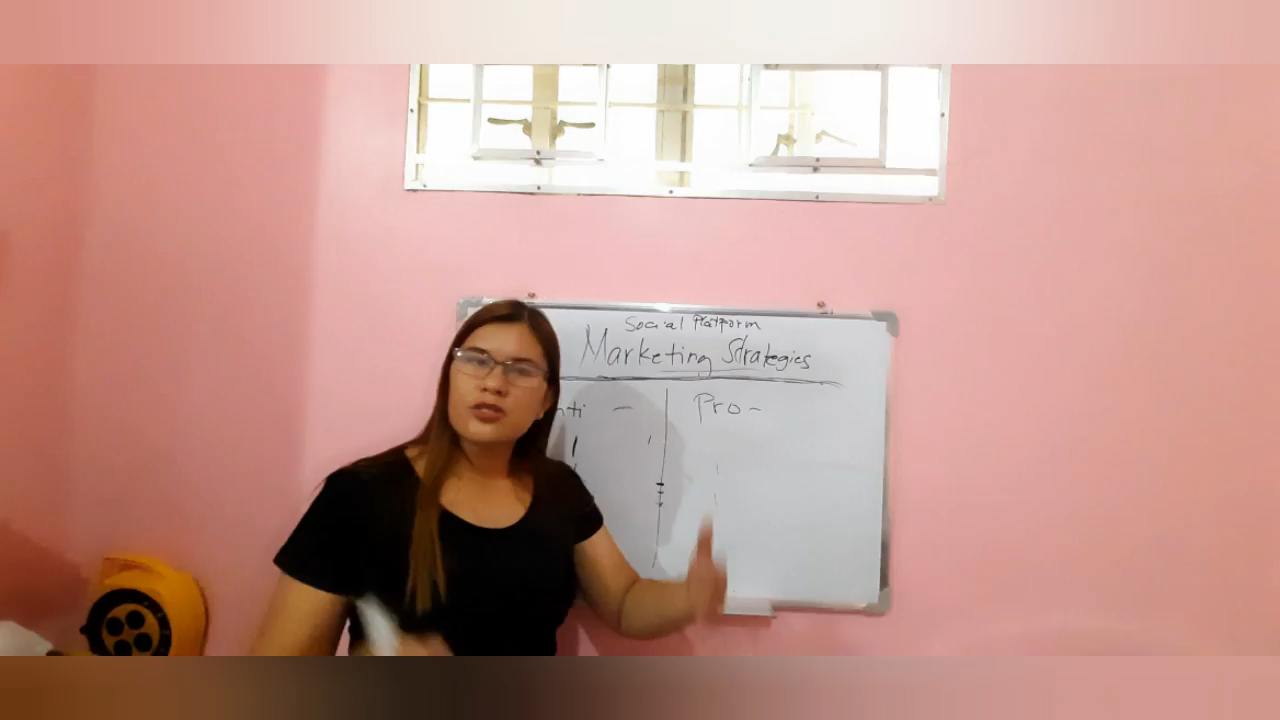 Social Platform
Marketing Strategies
nti - Pro -